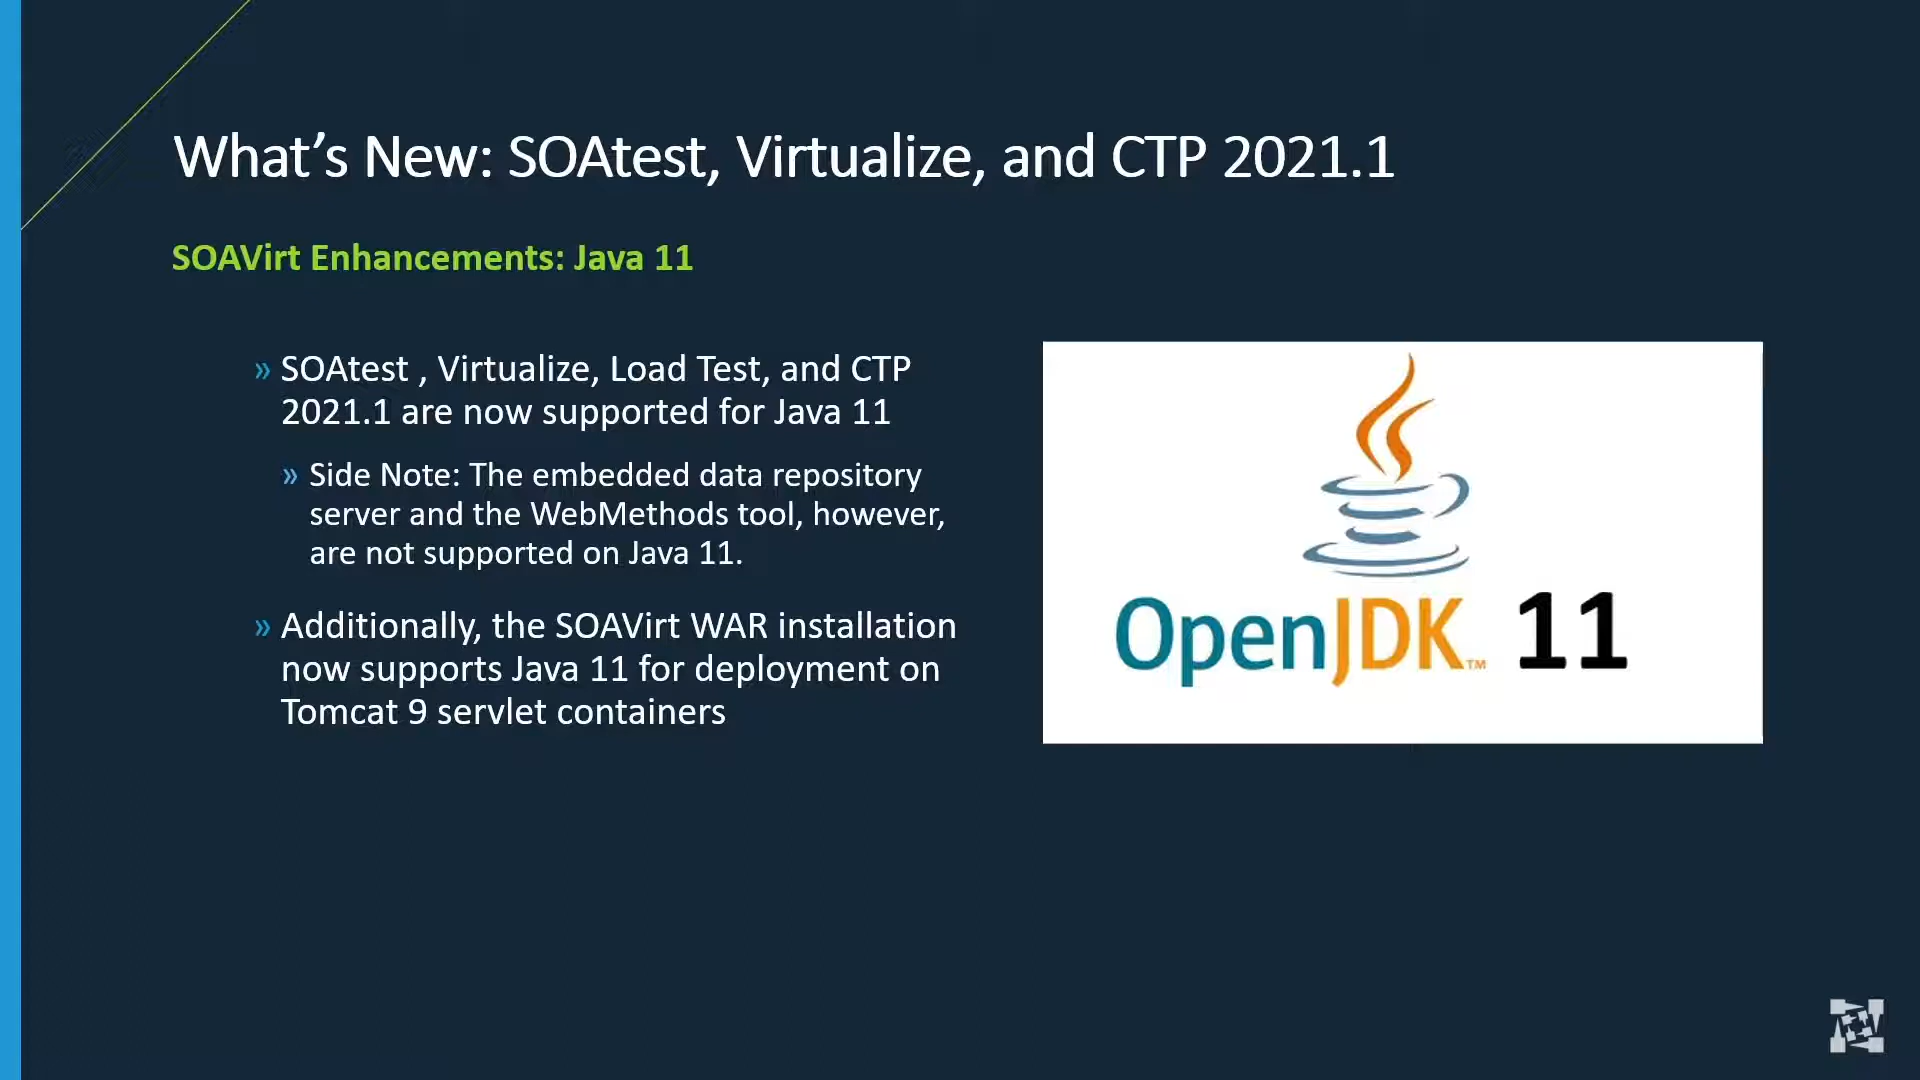 What’s New: SOAtest, Virtualize, and CTP 2021.1
SOAVirt Enhancements: Java 11
» SOAtest , Virtualize, Load Test, and CTP
2021.1 are now supported for Java 11
» Side Note: The embedded data repository
server and the WebMethods tool, however,
are not supported on Java 11.
» Additionally, the SOAVirt WAR installation
now supports Java 11 for deployment on
Tomcat 9 servlet containers
OpenJDK™ 11